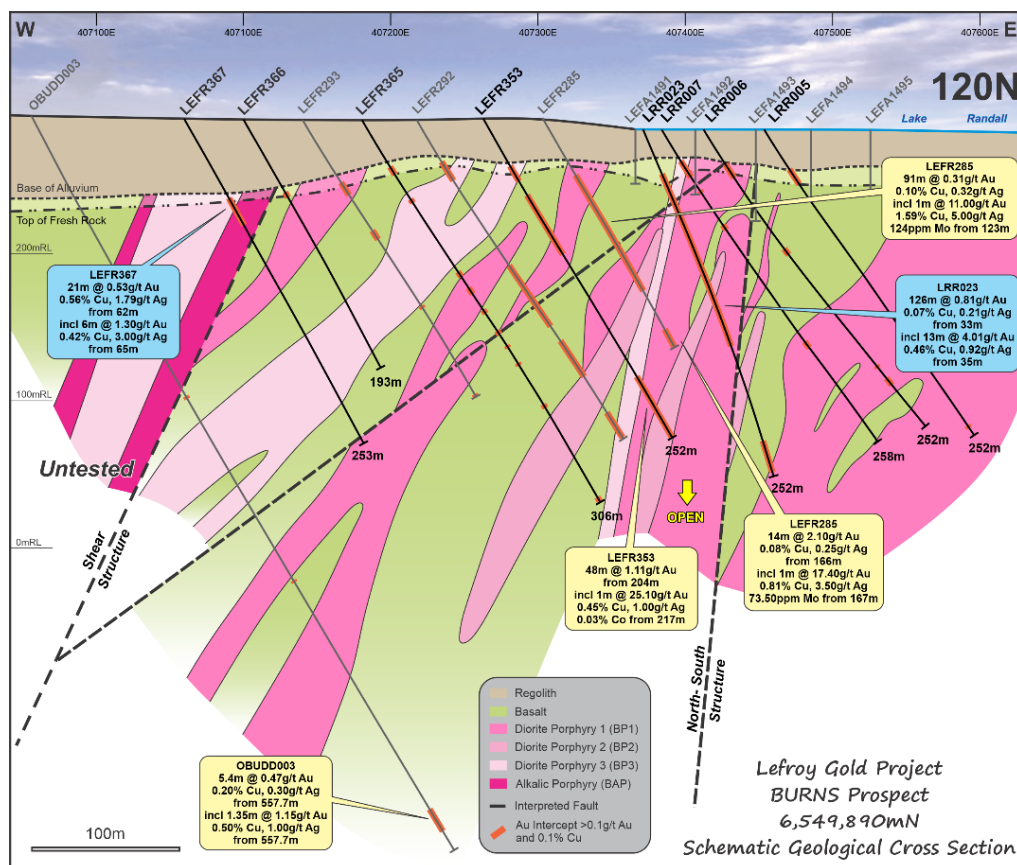 W
407100E
407100E
407200E
407300E
407400E
407500E
407600E
E
120N
OBUDD003
LEFR367
LEFR366
LEFR293
LEFR365
LEFR292
LEFR353
LEFR285
LEFA1491
LRR023
LRR007
LEFA1492
LRR006
LEFA1493
LRR005
LEFA1494
LEFA1495
Lake Randall
Base of Alluvium
Top of Fresh Rock
200mRL
100mRL
0mRL
LEFR285
91m @ 0.31g/t Au
0.10% Cu, 0.32g/t Ag
incl 1m @ 11.00g/t Au
1.59% Cu, 5.00g/t Ag
124ppm Mo from 123m
LEFR367
21m @ 0.53g/t Au
0.56% Cu, 1.79g/t Ag
from 62m
incl 6m @ 1.30g/t Au
0.42% Cu, 3.00g/t Ag
from 65m
LRR023
126m @ 0.81g/t Au
0.07% Cu, 0.21g/t Ag
from 33m
incl 13m @ 4.01g/t Au
0.46% Cu, 0.92g/t Ag
from 35m
193m
253m
306m
252m
252m
258m
252m
252m
Untested
Shear
Structure
OPEN
LEFR353
48m @ 1.11g/t Au
from 204m
incl 1m @ 25.10g/t Au
0.45% Cu, 1.00g/t Ag
0.03% Co from 217m
LEFR285
14m @ 2.10g/t Au
0.08% Cu, 0.25g/t Ag
from 166m
incl 1m @ 17.40g/t Au
0.81% Cu, 3.50g/t Ag
73.50ppm Mo from 167m
North- South
Structure
OBUDD003
5.4m @ 0.47g/t Au
0.20% Cu, 0.30g/t Ag
from 557.7m
incl 1.35m @ 1.15g/t Au
0.50% Cu, 1.00g/t Ag
from 557.7m
Regolith
Basalt
Diorite Porphyry 1 (BP1)
Diorite Porphyry 2 (BP2)
Diorite Porphyry 3 (BP3)
Alkalic Porphyry (BAP)
Interpreted Fault
Au Intercept >0.1g/t Au
and 0.1% Cu
100m
Lefroy Gold Project
BURNS Prospect
6,549,890mN
Schematic Geological Cross Section